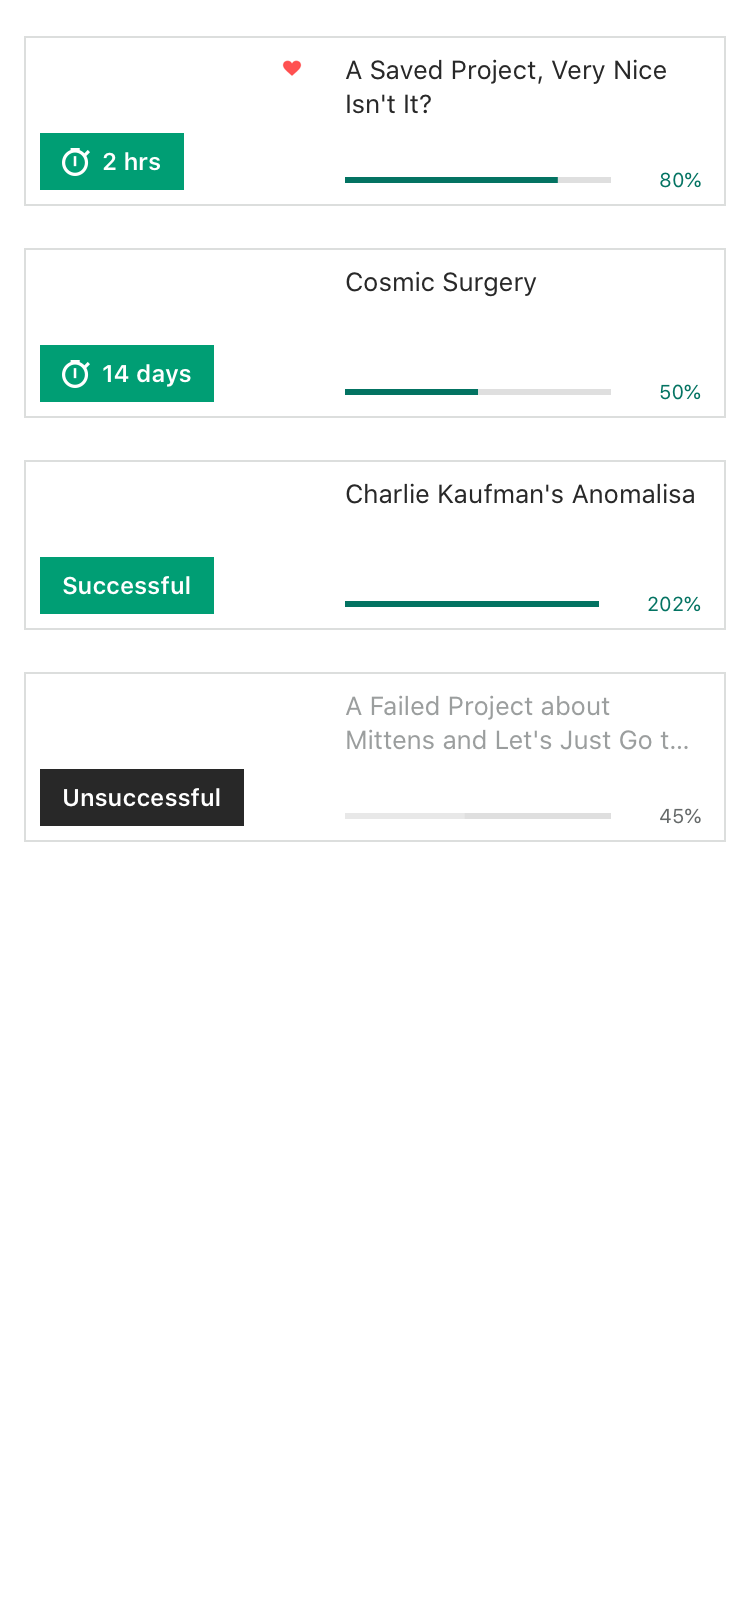 A Saved Project, Very Nice
Isn't It?
2 hrs
80%
Cosmic Surgery
14 days
50%
Charlie Kaufman's Anomalisa
Successful
202%
A Failed Project about
Mittens and Let's Just Go t...
Unsuccessful
45%